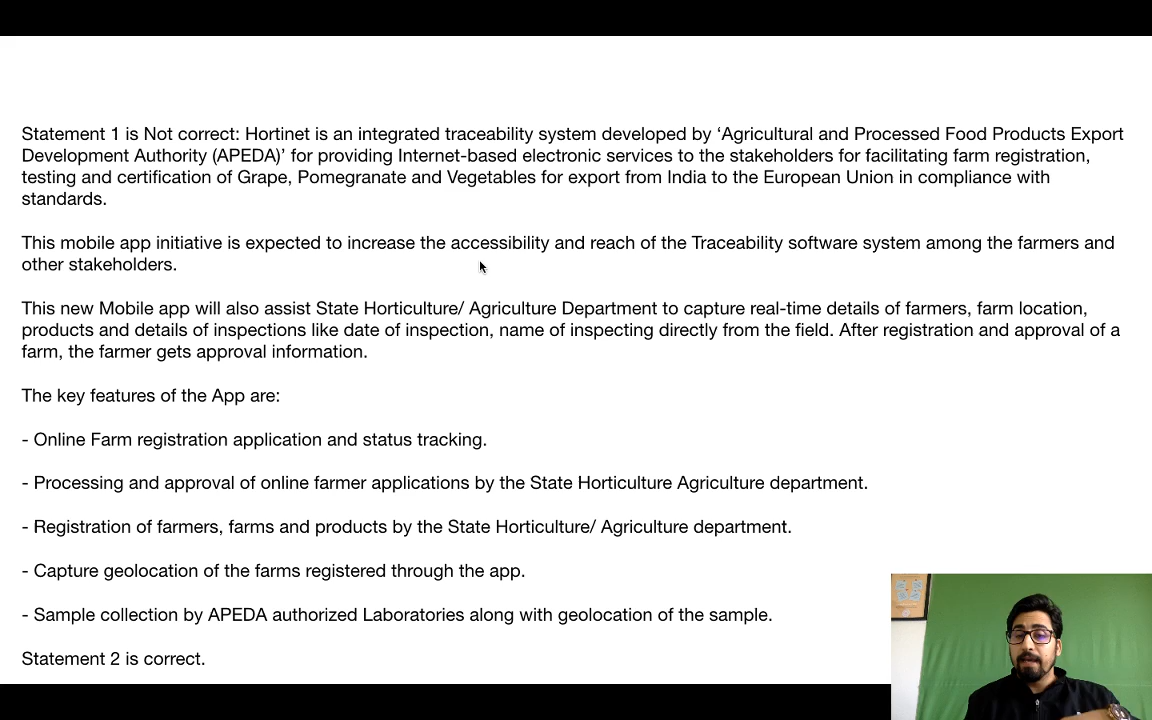 Statement 1 is Not correct: Hortinet is an integrated traceability system developed by ‘Agricultural and Processed Food Products Export
Development Authority (APEDA)’ for providing Internet-based electronic services to the stakeholders for facilitating farm registration,
testing and certification of Grape, Pomegranate and Vegetables for export from India to the European Union in compliance with
standards.
This mobile app initiative is expected to increase the accessibility and reach of the Traceability software system among the farmers and
other stakeholders.
This new Mobile app will also assist State Horticulture/ Agriculture Department to capture real-time details of farmers, farm location,
products and details of inspections like date of inspection, name of inspecting directly from the field. After registration and approval of a
farm, the farmer gets approval information.
The key features of the App are:
- Online Farm registration application and status tracking.
- Processing and approval of online farmer applications by the State Horticulture Agriculture department.
- Registration of farmers, farms and products by the State Horticulture/ Agriculture department.
- Capture geolocation of the farms registered through the app.
- Sample collection by APEDA authorized Laboratories along with geolocation of the sample.
Statement 2 is correct.